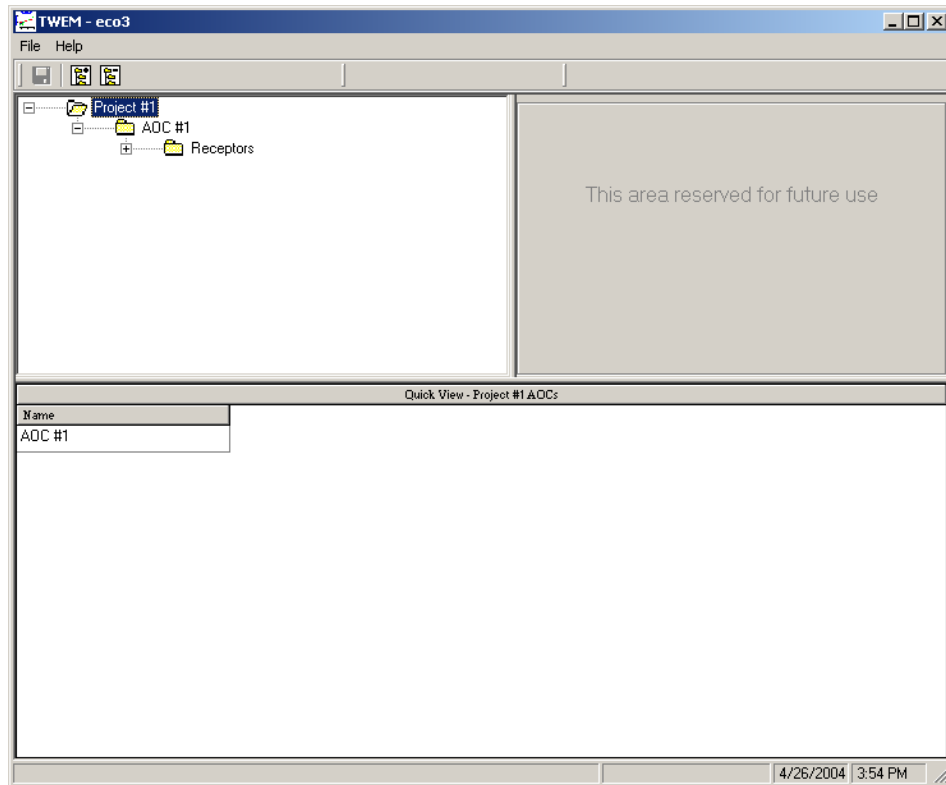 TWEM - eco3
File Help
Project #1
AOC #1
Receptors
This area reserved for future use
Quick View - Project #1 AOCs
Name
AOC #1
4/26/2004 3:54 PM